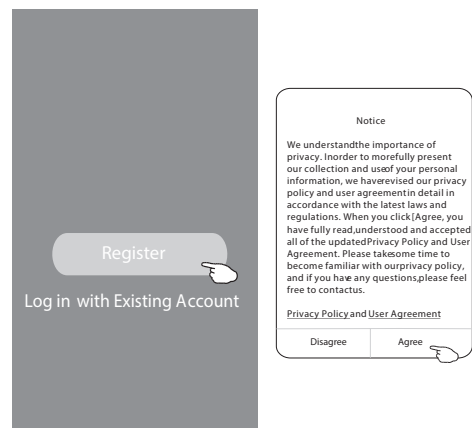 Register
Log in with Existing Account
Notice
We understandthe importance of
privacy. Inorder to morefully present
our collection and useof your personal
information, we haverevised our privacy
policy and user agreementin detail in
accordance with the latest laws and
regulations. When you click[Agree, you
have fully read,understood and accepted
all of the updatedPrivacy Policy and User
Agreement. Please takesome time to
become familiar with ourprivacy policy,
and if you have any questions,please feel
free to contactus.
Privacy Policy and User Agreement
Disagree Agree